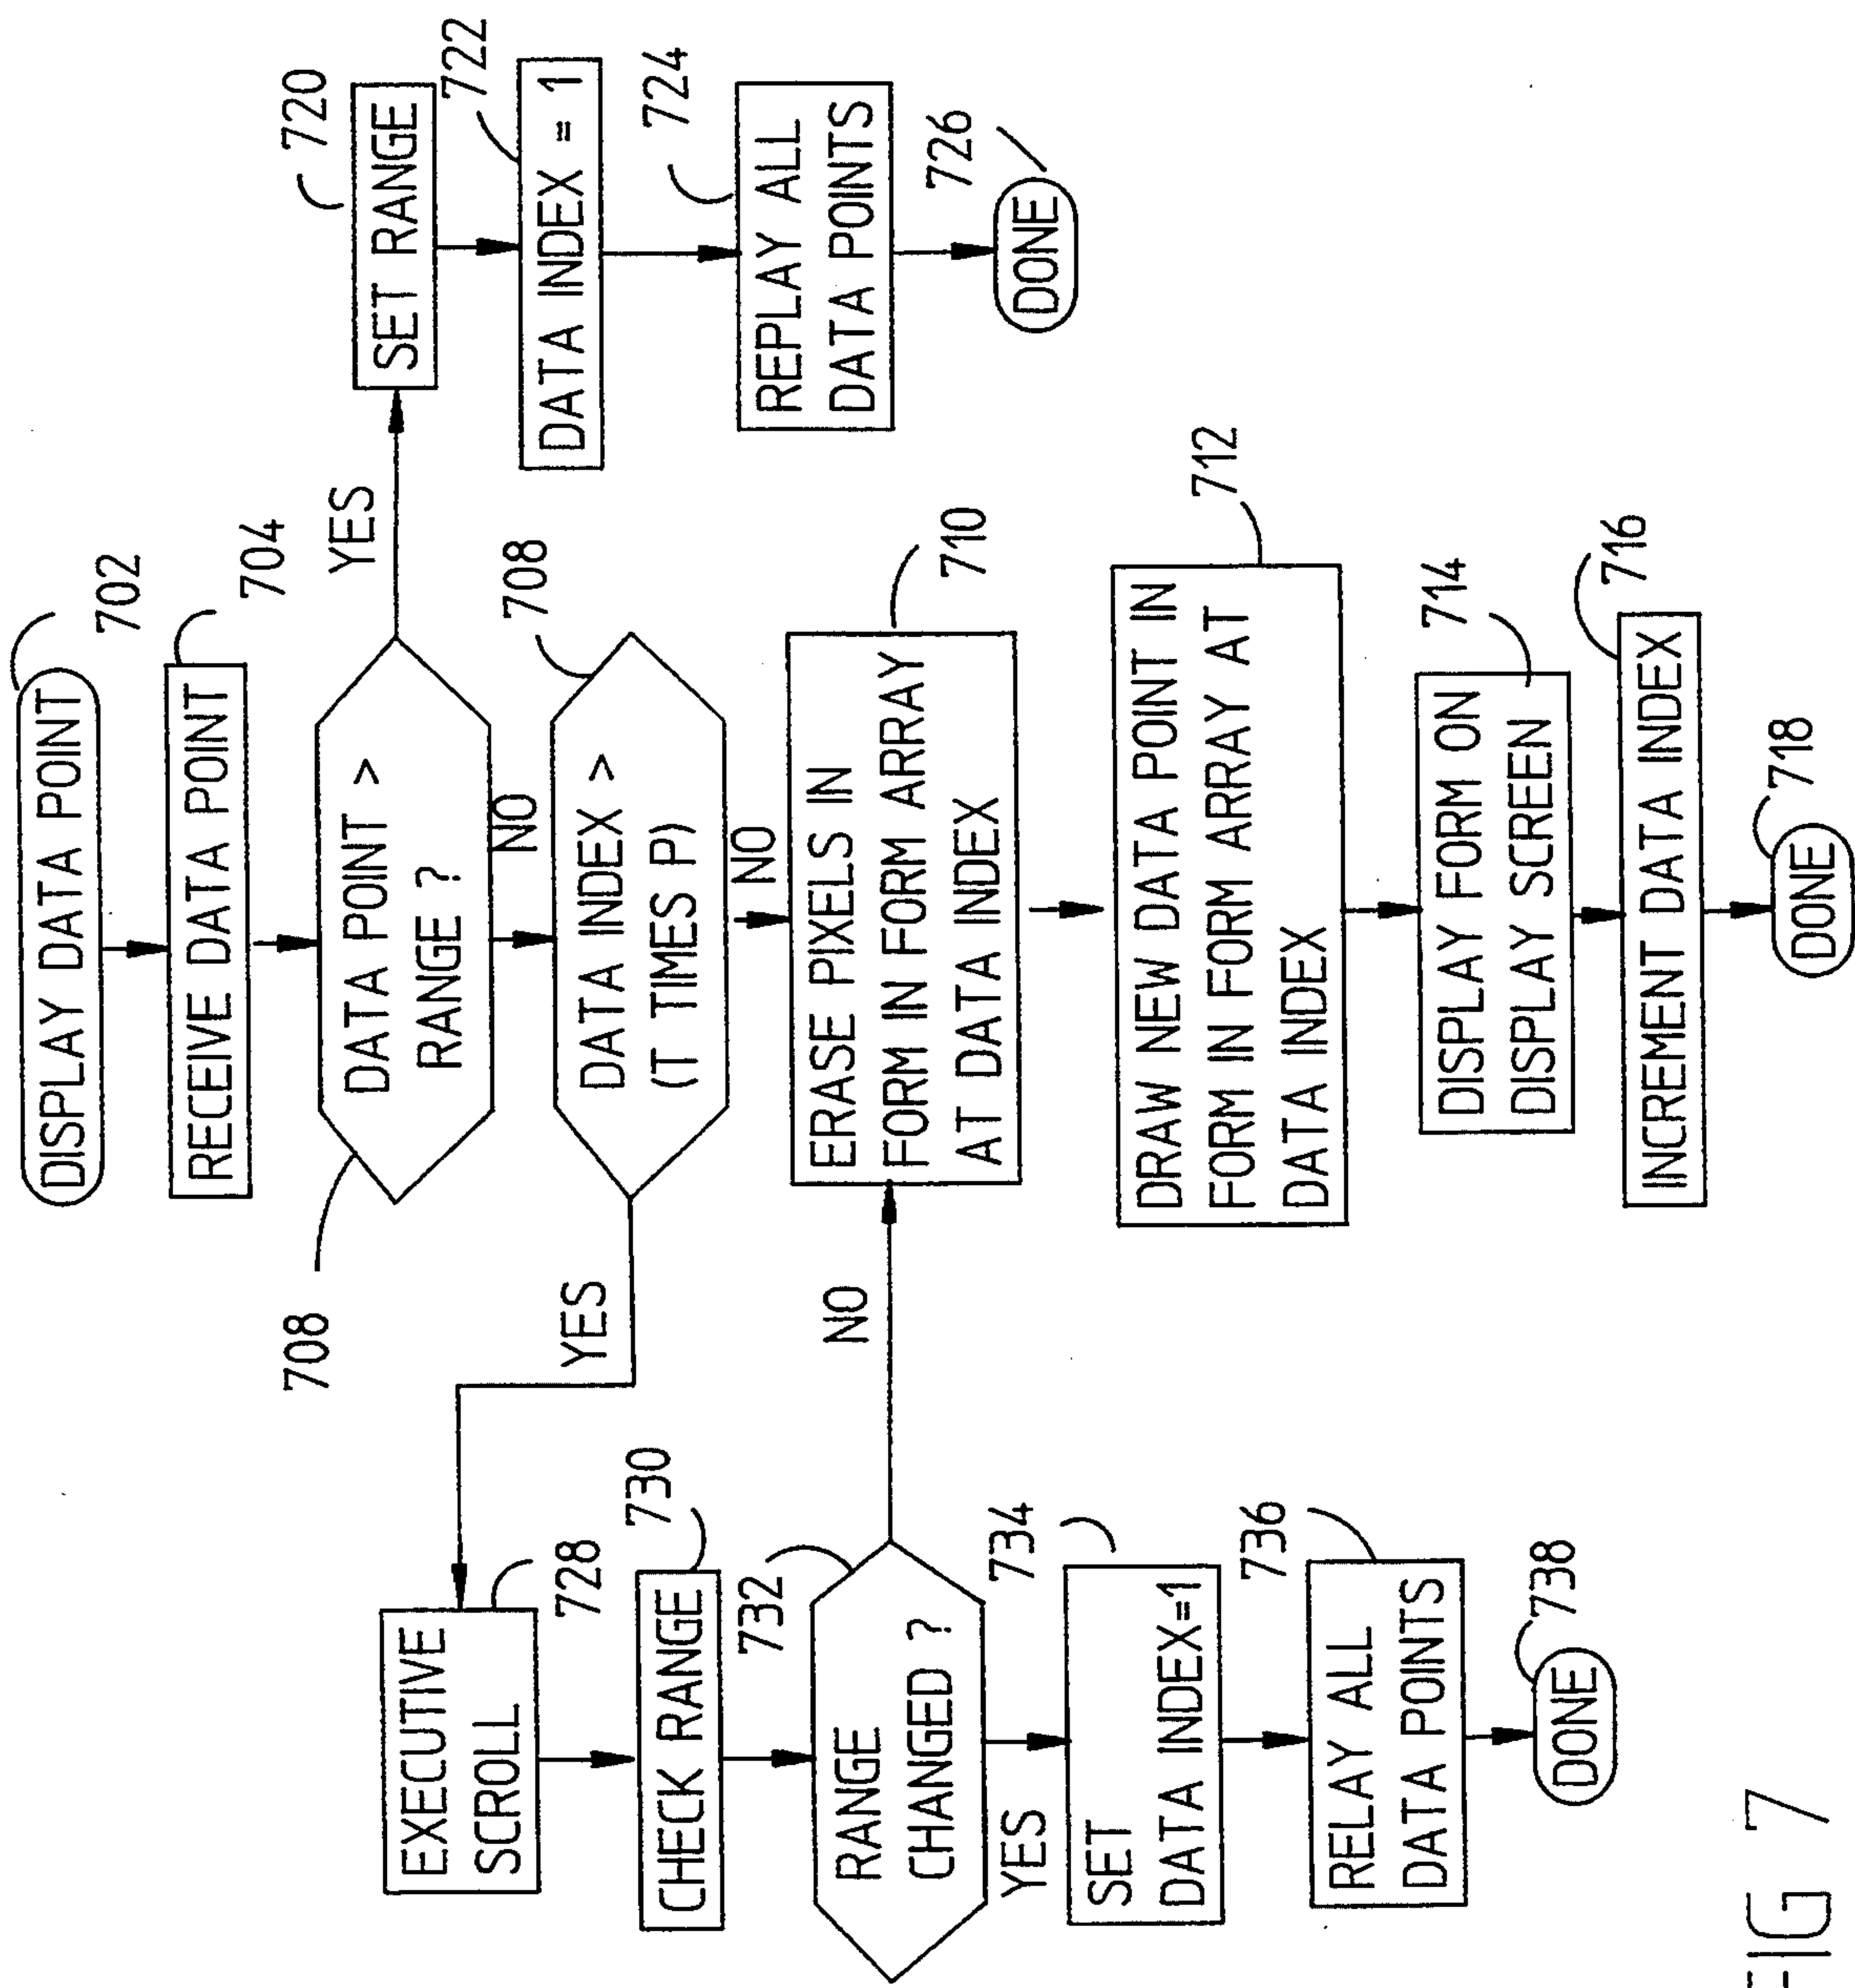 DISPLAY DATA POINT
702
RECEIVE DATA POINT
704
DATA POINT >
RANGE ?
708
YES
NO
SET RANGE
720
DATA INDEX = 1
722
REPLAY ALL
DATA POINTS
724
DONE
726
DATA INDEX >
(T TIMES P)
708
YES
NO
ERASE PIXELS IN
FORM IN FORM ARRAY
AT DATA INDEX
710
DRAW NEW DATA POINT IN
FORM IN FORM ARRAY AT
DATA INDEX
712
DISPLAY FORM ON
DISPLAY SCREEN
714
INCREMENT DATA INDEX
716
DONE
718
EXECUTIVE
SCROLL
728
CHECK RANGE
730
RANGE
CHANGED ?
732
NO
YES
SET
DATA INDEX=1
734
RELAY ALL
DATA POINTS
736
DONE
738
FIG 7